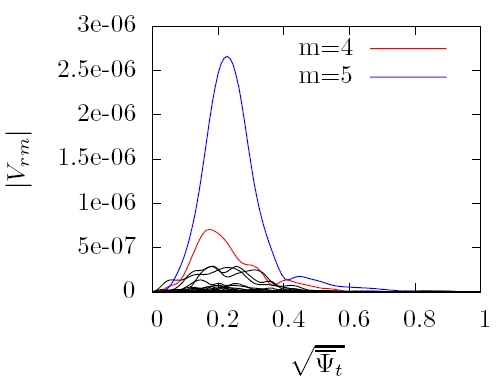 3e-06
2.5e-06
2e-06
1.5e-06
1e-06
5e-07
0
|V_{rm}|
m=4
m=5
0 0.2 0.4 0.6 0.8 1
√Ψ̅_t